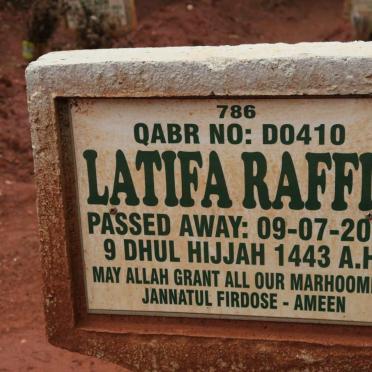 786
QABR NO: D0410
LATIFA RAFFI
PASSED AWAY: 09-07-20
9 DHUL HIJJAH 1443 A.H
MAY ALLAH GRANT ALL OUR MARHOOM
JANNATUL FIRDOSE - AMEEN